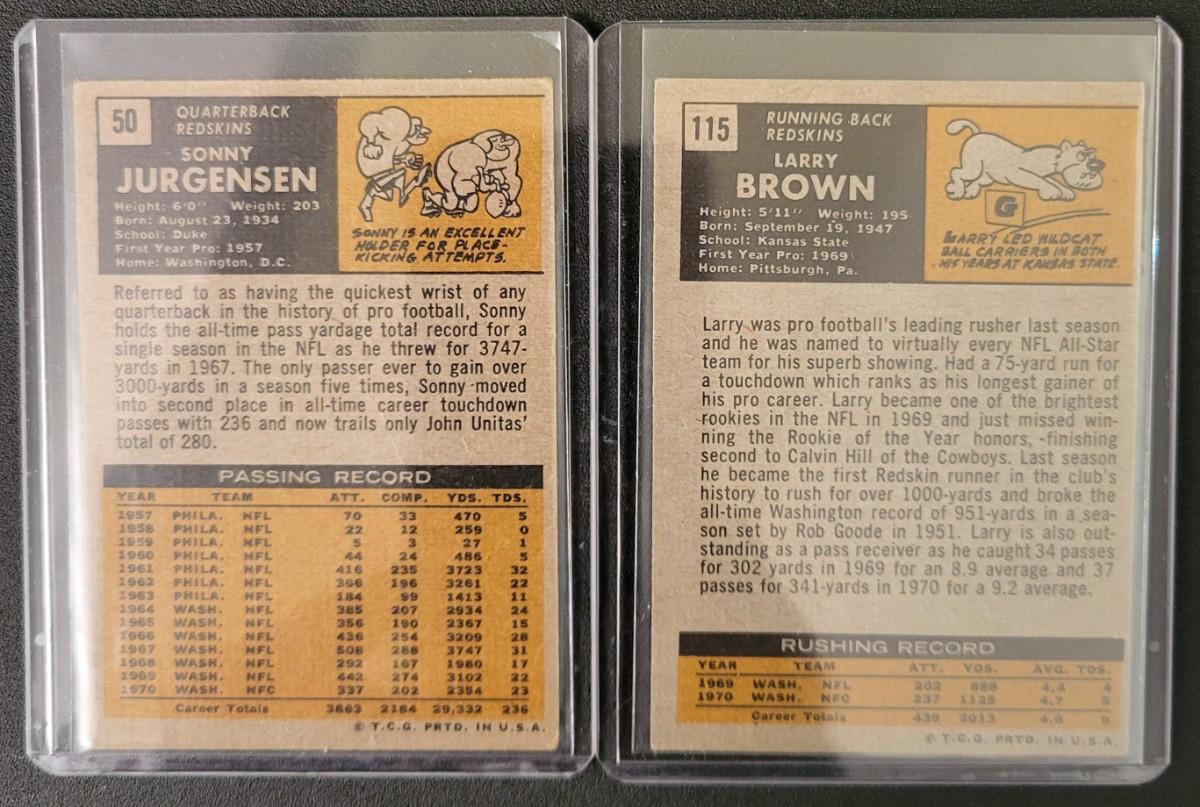 50
QUARTERBACK
REDSKINS
SONNY
JURGENSEN
Height: 6'0" Weight: 203
Born: August 23, 1934
School: Duke
First Year Pro: 1957
Home: Washington, D.C.
SONNY IS AN EXCELLENT
HOLDER FOR PLACE-
KICKING ATTEMPTS.
Referred to as having the quickest wrist of any
quarterback in the history of pro football, Sonny
holds the all-time pass yardage total record for a
single season in the NFL as he threw for 3747-
yards in 1967. The only passer ever to gain over
3000-yards in a season five times, Sonny moved
into second place in all-time career touchdown
passes with 236 and now trails only John Unitas'
total of 280.
PASSING RECORD
YEAR TEAM ATT. COMP. YDS. TDS.
1957 PHILA. NFL 70 33 470 5
1958 PHILA. NFL 22 12 259 0
1959 PHILA. NFL 5 3 27 1
1960 PHILA. NFL 44 24 486 5
1961 PHILA. NFL 416 235 3723 32
1962 PHILA. NFL 366 196 3261 22
1963 PHILA. NFL 184 99 1413 11
1964 WASH. NFL 385 207 2934 24
1965 WASH. NFL 356 190 2367 15
1966 WASH. NFL 436 254 3209 28
1967 WASH. NFL 508 288 3747 31
1968 WASH. NFL 292 167 1980 17
1969 WASH. NFL 442 274 3102 22
1970 WASH. NFC 337 202 2354 23
Career Totals 3863 2184 29,332 236
© T.C.G. PRTD. IN U.S.A.
115
RUNNING BACK
REDSKINS
LARRY
BROWN
Height: 5'11" Weight: 195
Born: September 19, 1947
School: Kansas State
First Year Pro: 1969
Home: Pittsburgh, Pa.
G
LARRY LED WILDCAT
BALL CARRIERS IN BOTH
HIS YEARS AT KANSAS STATE.
Larry was pro football's leading rusher last season
and he was named to virtually every NFL All-Star
team for his superb showing. Had a 75-yard run for
a touchdown which ranks as his longest gainer of
his pro career. Larry became one of the brightest
rookies in the NFL in 1969 and just missed win-
ning the Rookie of the Year honors, finishing
second to Calvin Hill of the Cowboys. Last season
he became the first Redskin runner in the club's
history to rush for over 1000-yards and broke the
all-time Washington record of 951-yards in a sea-
son set by Rob Goode in 1951. Larry is also out-
standing as a pass receiver as he caught 34 passes
for 302 yards in 1969 for an 8.9 average and 37
passes for 341-yards in 1970 for a 9.2 average.
RUSHING RECORD
YEAR TEAM ATT. YDS. AVG. TDS.
1969 WASH. NFL 202 888 4.4 4
1970 WASH. NFC 237 1125 4.7 5
Career Totals 439 2013 4.6 9
© T.C.G. PRTD. IN U.S.A.